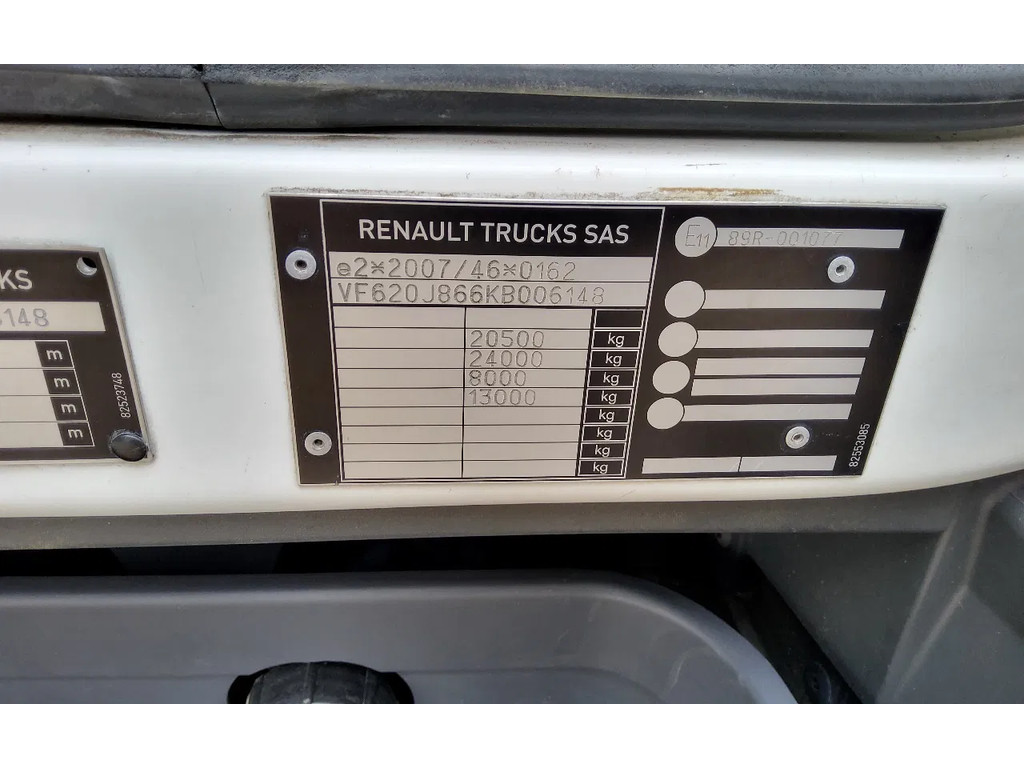 KS
6148
m
m
m
m
82523748
RENAULT TRUCKS SAS
e2*2007/46*0162
VF620J866KB006148
20500 kg
24000 kg
8000 kg
13000 kg
kg
kg
kg
kg
E11 89R-001077
82553085